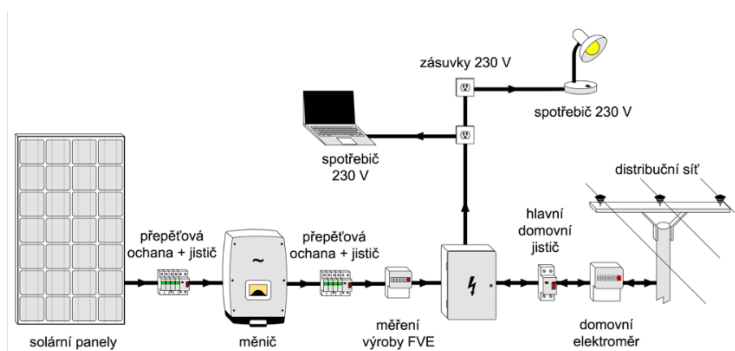 zásuvky 230 V
spotřebič 230 V
spotřebič
230 V
distribuční síť
přepěťová
ochana + jistič
přepěťová
ochana + jistič
hlavní
domovní
jistič
solární panely
měnič
měření
výroby FVE
domovní
elektroměr